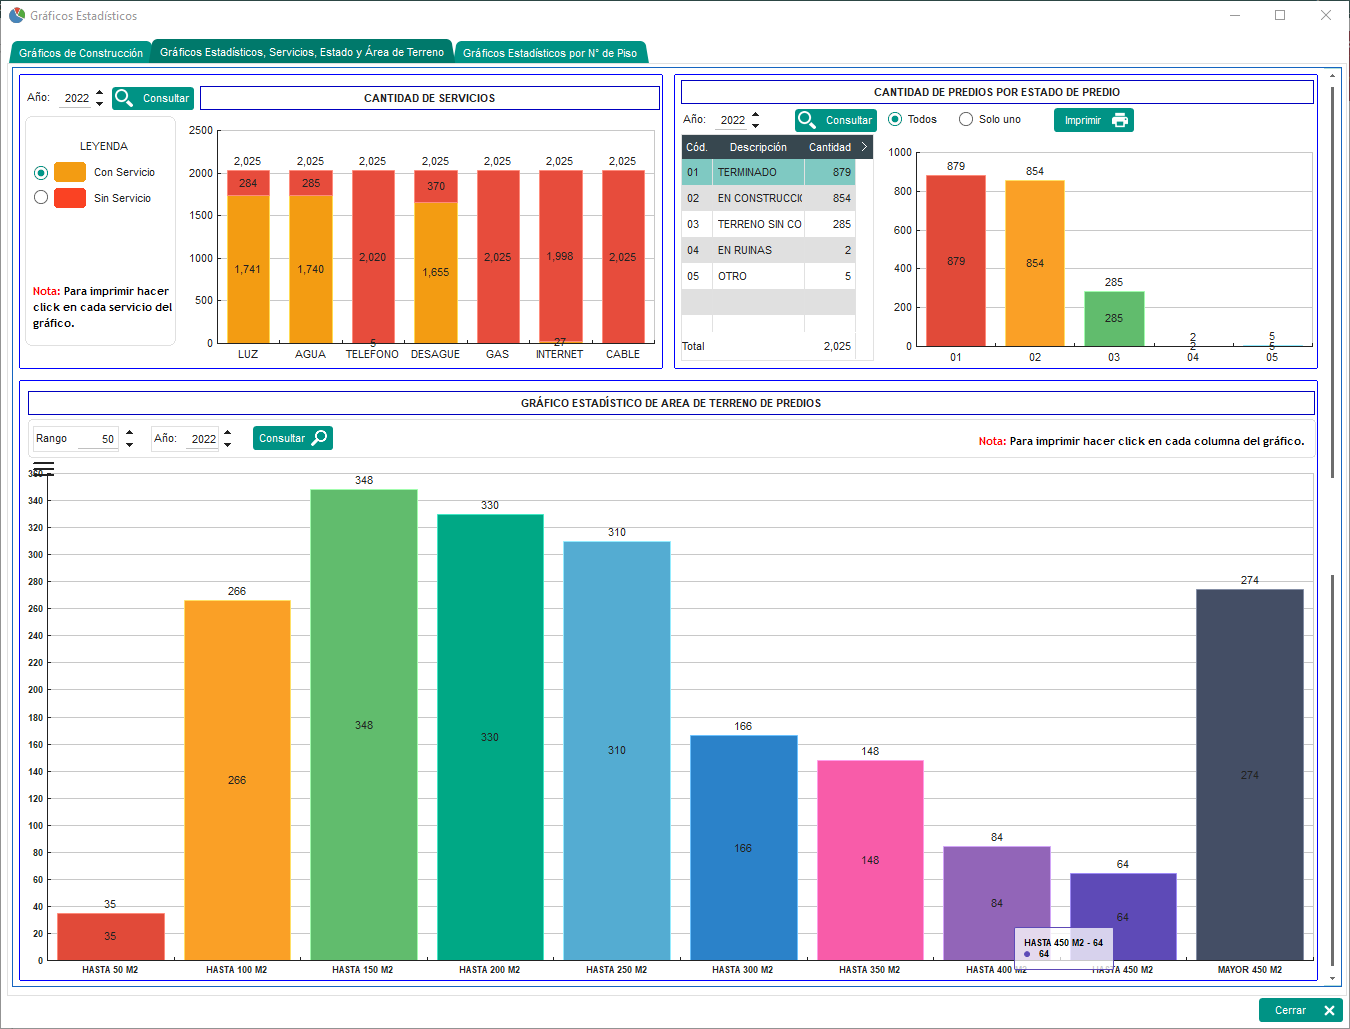 Gráficos Estadísticos
Gráficos de Construcción
Gráficos Estadísticos, Servicios, Estado y Área de Terreno
Gráficos Estadísticos por N° de Piso
Año: 2022 Consultar
CANTIDAD DE SERVICIOS
LEYENDA
Con Servicio
Sin Servicio
Nota: Para imprimir hacer
click en cada servicio del
gráfico.
2500
2000
1500
1000
500
0
2,025 2,025 2,025 2,025 2,025 2,025 2,025
284 285 370
1,741 1,740 2,020 1,655 2,025 1,998 2,025
5 27
LUZ AGUA TELEFONO DESAGUE GAS INTERNET CABLE
CANTIDAD DE PREDIOS POR ESTADO DE PREDIO
Año: 2022 Consultar Todos Solo uno Imprimir
Cód. Descripción Cantidad
01 TERMINADO 879
02 EN CONSTRUCCIO 854
03 TERRENO SIN CO 285
04 EN RUINAS 2
05 OTRO 5
Total 2,025
1000
800
600
400
200
0
879 854 285 2 5
879 854 285 2 5
01 02 03 04 05
GRÁFICO ESTADÍSTICO DE AREA DE TERRENO DE PREDIOS
Rango 50 Año: 2022 Consultar
Nota: Para imprimir hacer click en cada columna del gráfico.
360
340
320
300
280
260
240
220
200
180
160
140
120
100
80
60
40
20
0
35 266 348 330 310 166 148 84 64 274
35 266 348 330 310 166 148 84 64 274
HASTA 450 M2 - 64
64
HASTA 50 M2 HASTA 100 M2 HASTA 150 M2 HASTA 200 M2 HASTA 250 M2 HASTA 300 M2 HASTA 350 M2 HASTA 400 M2 HASTA 450 M2 MAYOR 450 M2
Cerrar